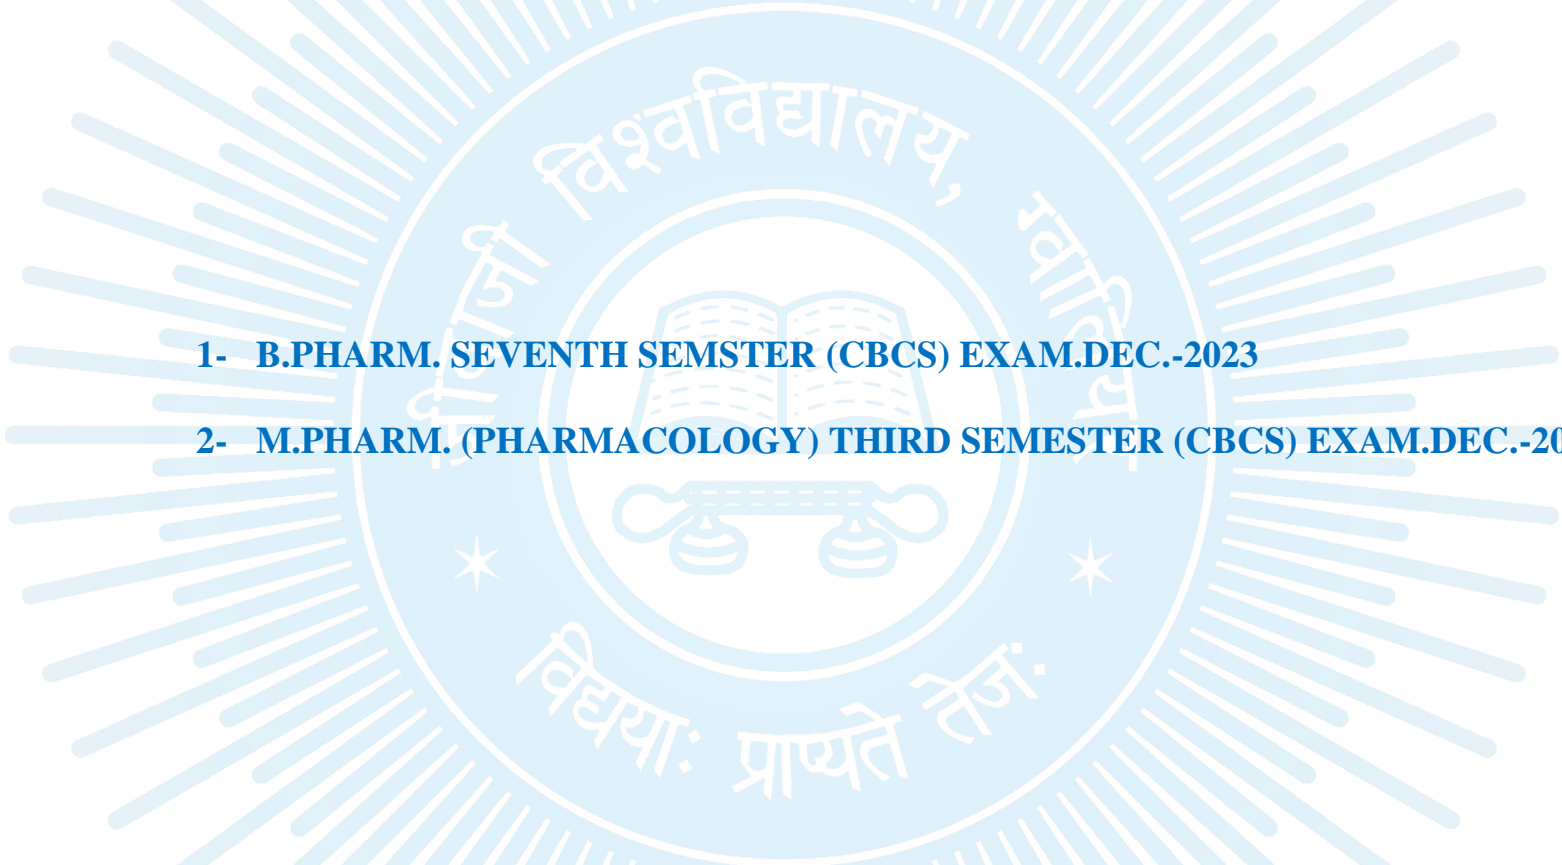 जीवाजी विश्वविद्यालय, ग्वालियर
1- B.PHARM. SEVENTH SEMSTER (CBCS) EXAM.DEC.-2023
2- M.PHARM. (PHARMACOLOGY) THIRD SEMESTER (CBCS) EXAM.DEC.-20
विद्यया: प्राप्यते तेज: